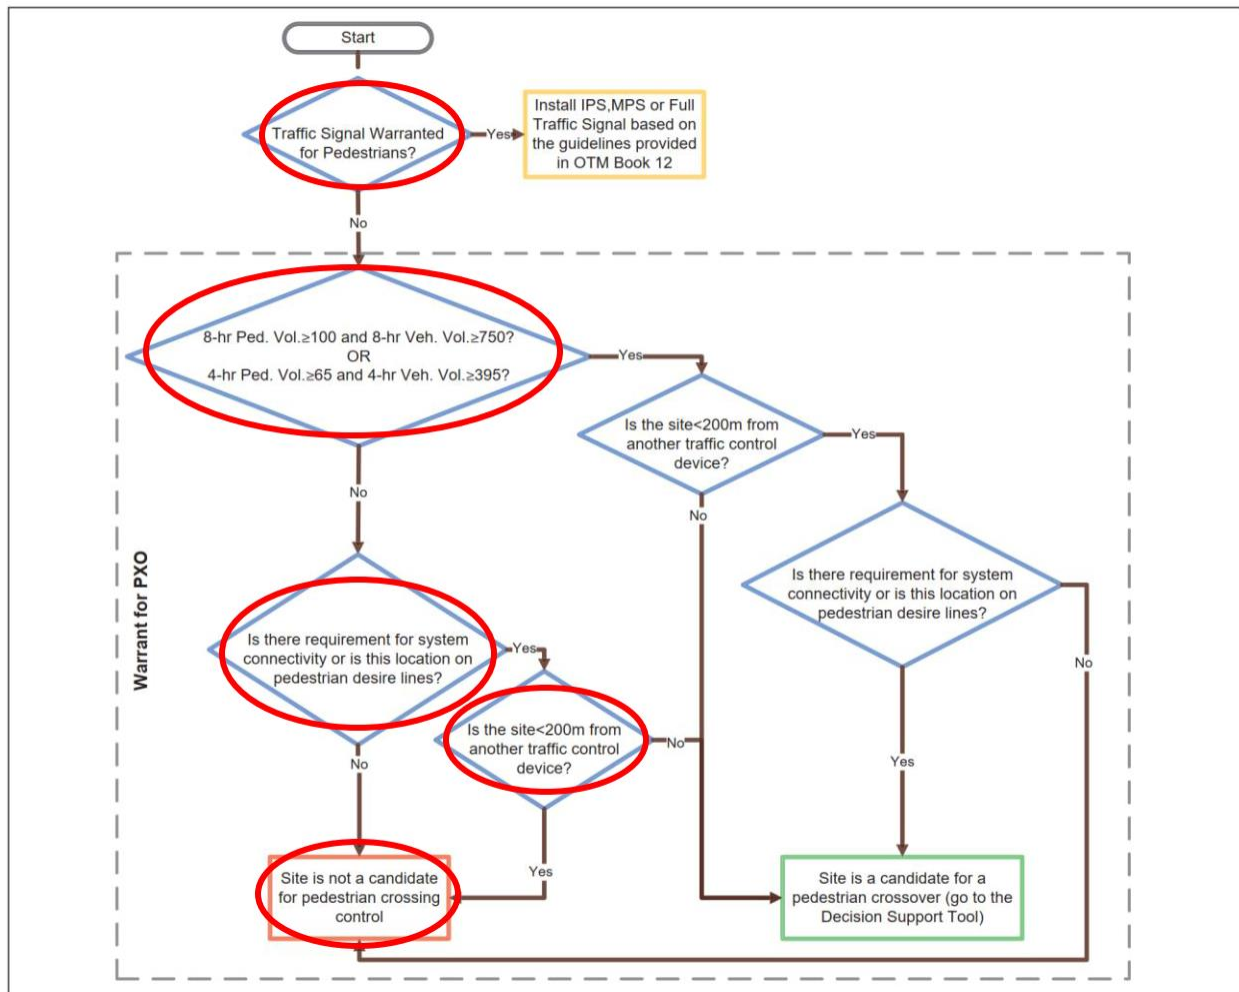 Start
Traffic Signal Warranted
for Pedestrians?
Yes
Install IPS,MPS or Full
Traffic Signal based on
the guidelines provided
in OTM Book 12
No
8-hr Ped. Vol.≥100 and 8-hr Veh. Vol.≥750?
OR
4-hr Ped. Vol.≥65 and 4-hr Veh. Vol.≥395?
Yes
Is the site<200m from
another traffic control
device?
Yes
No
No
Warrant for PXO
Is there requirement for system
connectivity or is this location on
pedestrian desire lines?
Is there requirement for system
connectivity or is this location on
pedestrian desire lines?
Yes
No
Is the site<200m from
another traffic control
device?
No
No
Yes
Yes
Site is not a candidate
for pedestrian crossing
control
Site is a candidate for a
pedestrian crossover (go to the
Decision Support Tool)